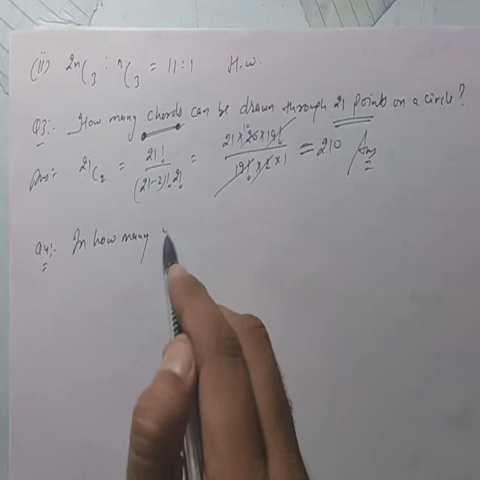 (ii) 2nC3 : nC3 = 11:1 H.W.
Q3:- How many chords can be drawn through 21 points on a circle?
Ans:- 21C2 = 21! / (21-2)! 2! = 21 × 20 × 19! / 19! × 2 × 1 = 210 Ans
Q4:- In how many